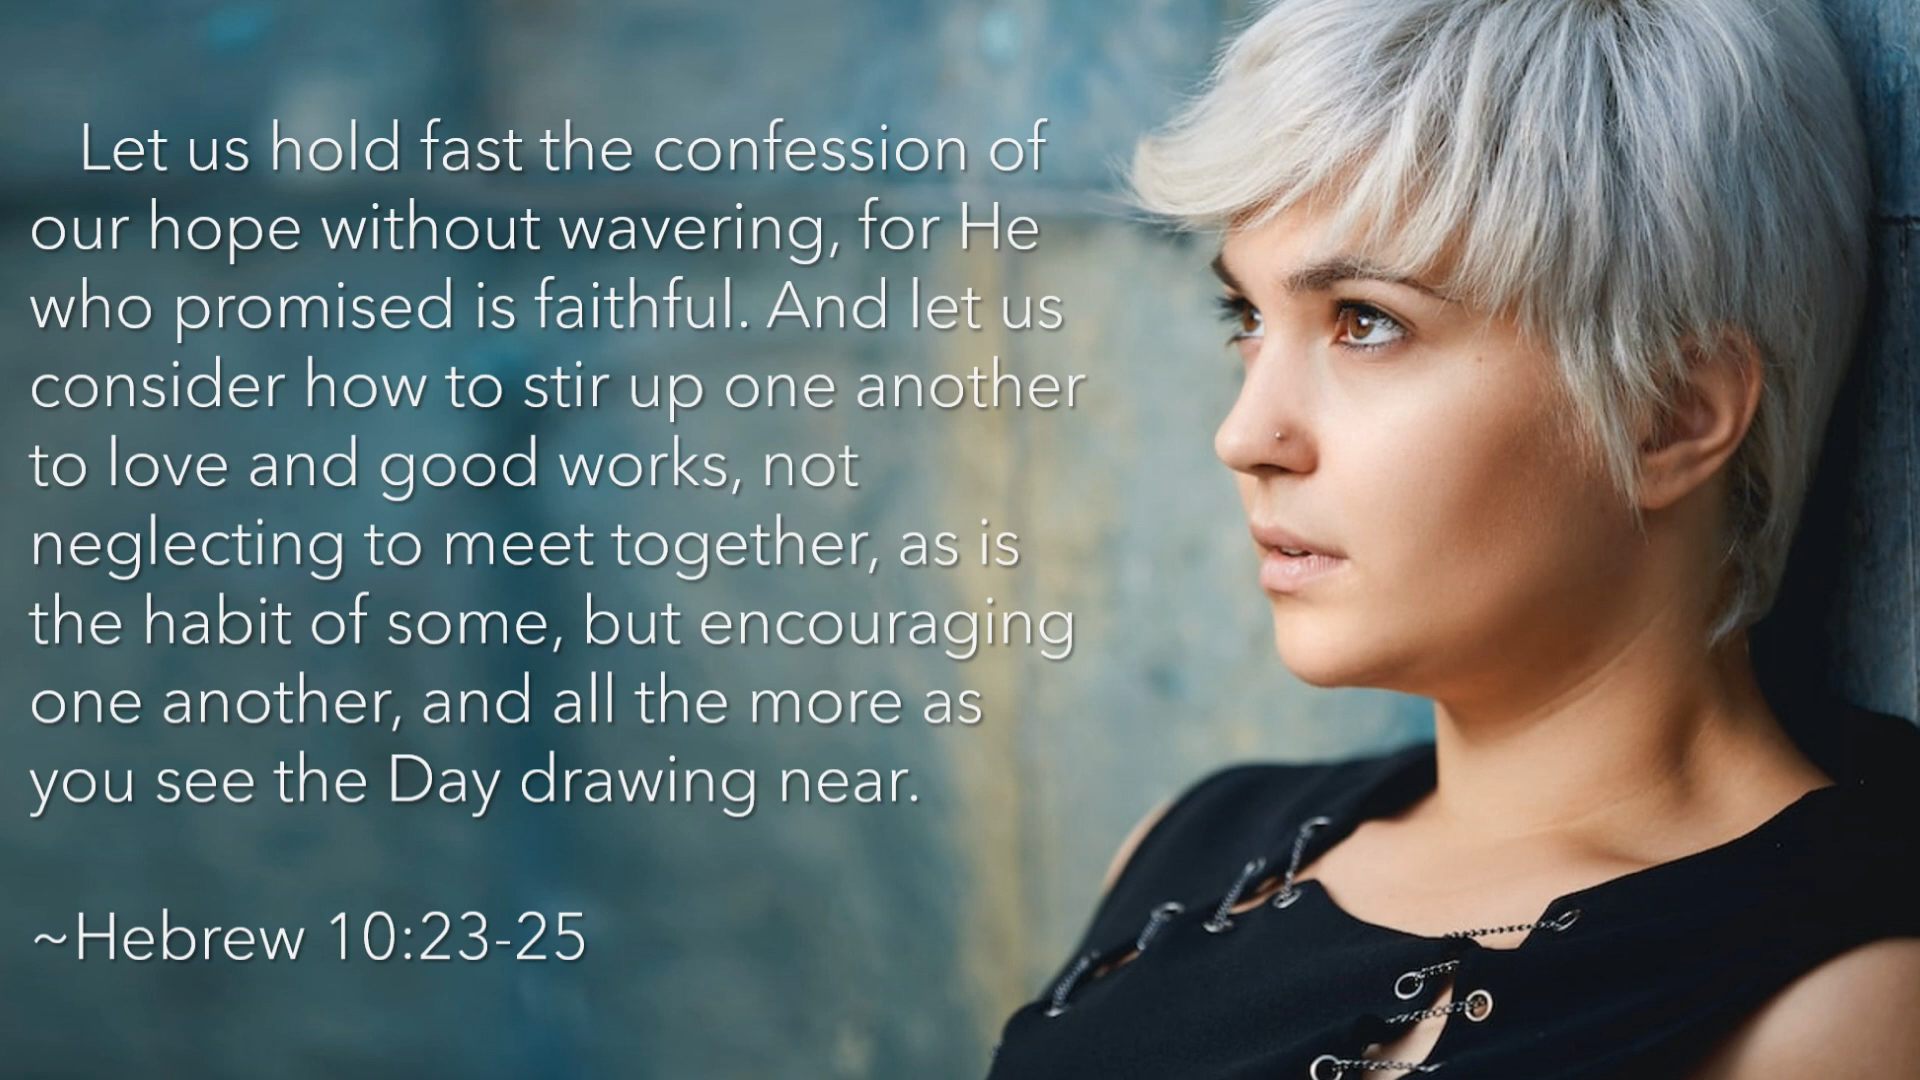 Let us hold fast the confession of
our hope without wavering, for He
who promised is faithful. And let us
consider how to stir up one another
to love and good works, not
neglecting to meet together, as is
the habit of some, but encouraging
one another, and all the more as
you see the Day drawing near.
~Hebrew 10:23-25